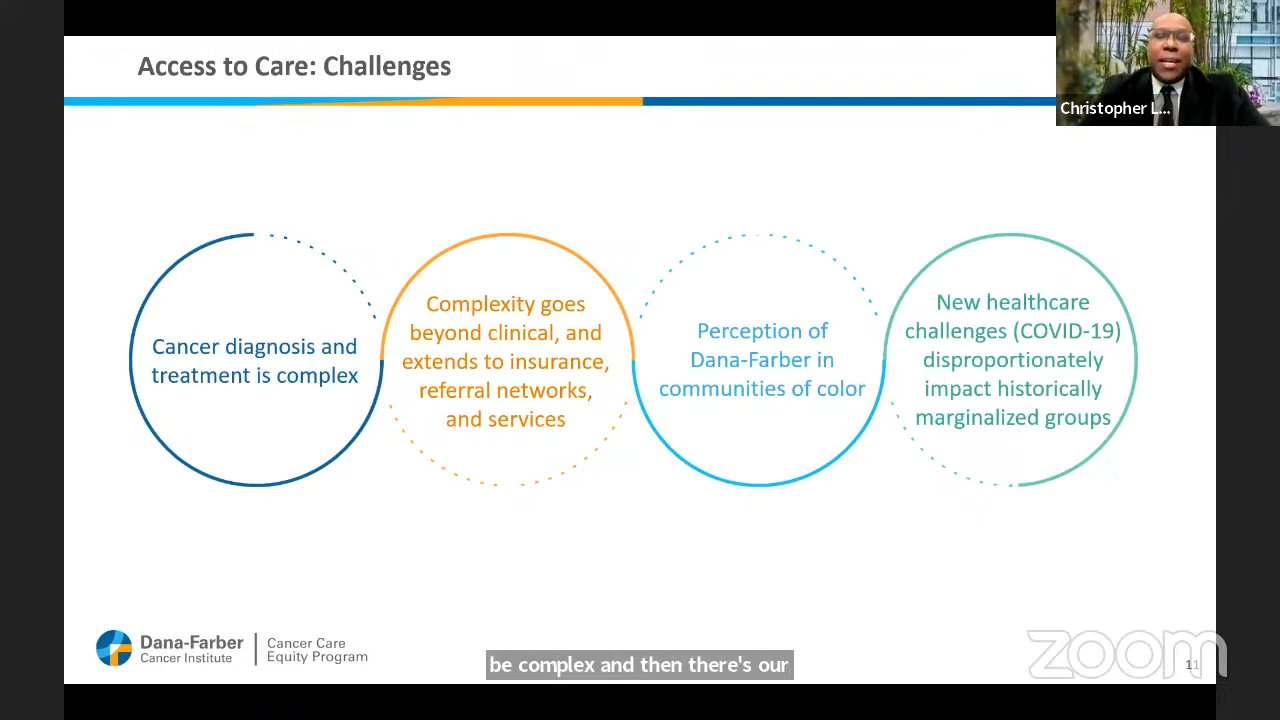 Access to Care: Challenges
Christopher L...
Cancer diagnosis and
treatment is complex
Complexity goes
beyond clinical, and
extends to insurance,
referral networks,
and services
Perception of
Dana-Farber in
communities of color
New healthcare
challenges (COVID-19)
disproportionately
impact historically
marginalized groups
Dana-Farber
Cancer Institute
Cancer Care
Equity Program
be complex and then there's our
zoom
11